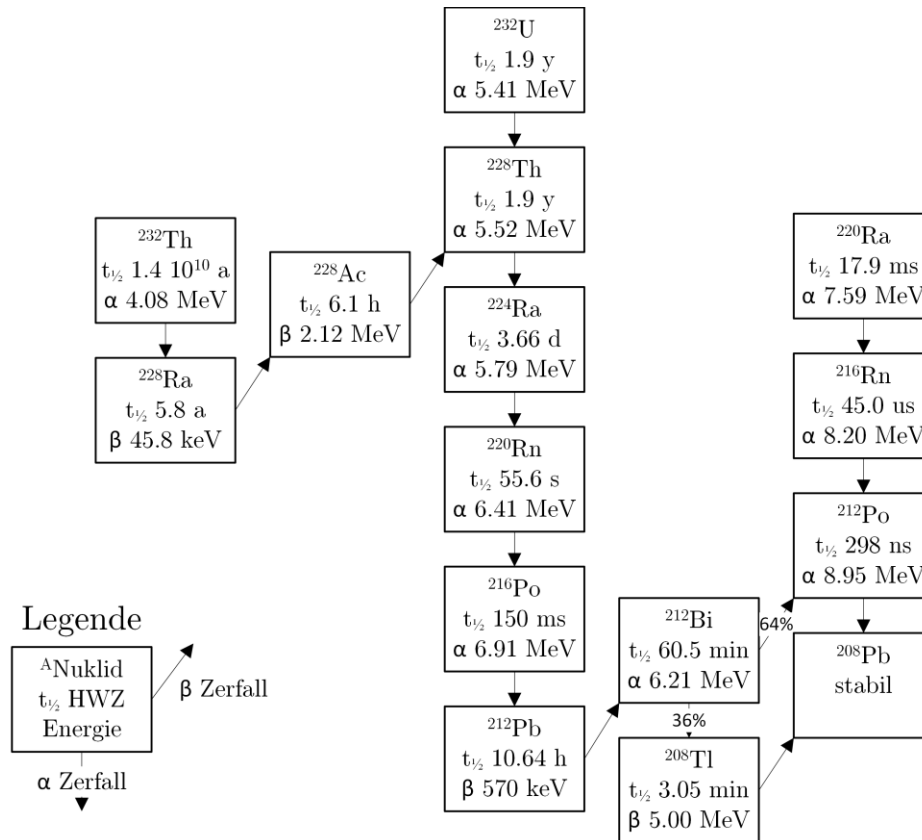 ²³²U
t½ 1.9 y
α 5.41 MeV
²²⁸Th
t½ 1.9 y
α 5.52 MeV
²³²Th
t½ 1.4 10¹⁰ a
α 4.08 MeV
²²⁸Ac
t½ 6.1 h
β 2.12 MeV
²²⁸Ra
t½ 5.8 a
β 45.8 keV
²²⁴Ra
t½ 3.66 d
α 5.79 MeV
²²⁰Rn
t½ 55.6 s
α 6.41 MeV
²¹⁶Po
t½ 150 ms
α 6.91 MeV
²¹²Pb
t½ 10.64 h
β 570 keV
²¹²Bi
t½ 60.5 min
α 6.21 MeV
64%
36%
²⁰⁸Tl
t½ 3.05 min
β 5.00 MeV
²²⁰Ra
t½ 17.9 ms
α 7.59 MeV
²¹⁶Rn
t½ 45.0 us
α 8.20 MeV
²¹²Po
t½ 298 ns
α 8.95 MeV
²⁰⁸Pb
stabil
Legende
ᴬNuklid
t½ HWZ
Energie
β Zerfall
α Zerfall